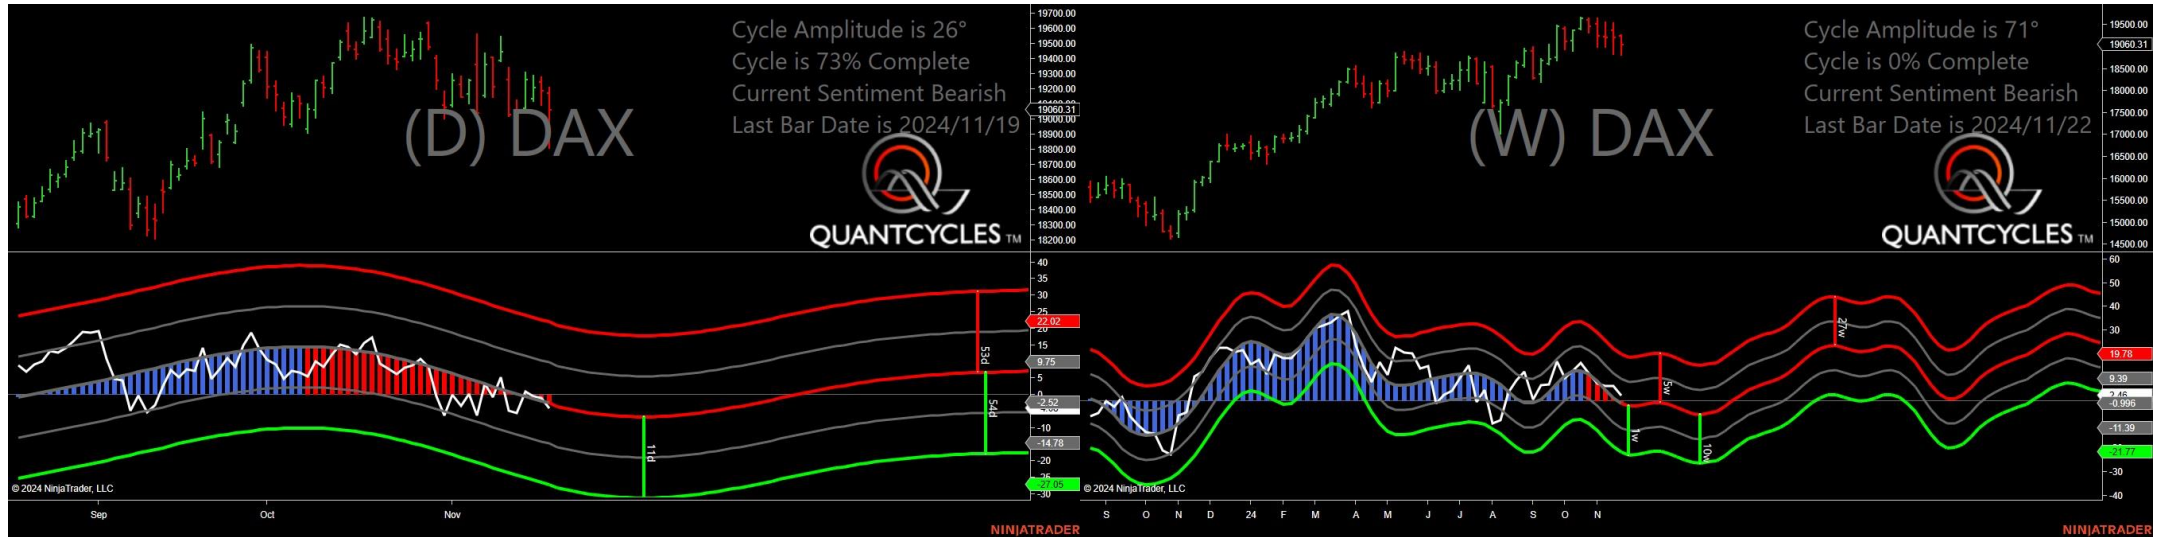 Cycle Amplitude is 26°
Cycle is 73% Complete
Current Sentiment Bearish
Last Bar Date is 2024/11/19
(D) DAX
QUANTCYCLES TM
19700.00
19600.00
19500.00
19400.00
19300.00
19200.00
19060.31
19000.00
18900.00
18800.00
18700.00
18600.00
18500.00
18400.00
18300.00
18200.00
40
35
30
22.02
20
15
9.75
5
0
-2.52
-10
-14.78
-20
-27.05
-30
53d
54d
11d
© 2024 NinjaTrader, LLC
Sep
Oct
Nov
NINJATRADER
Cycle Amplitude is 71°
Cycle is 0% Complete
Current Sentiment Bearish
Last Bar Date is 2024/11/22
(W) DAX
QUANTCYCLES TM
19500.00
19060.31
18500.00
18000.00
17500.00
17000.00
16500.00
16000.00
15500.00
15000.00
14500.00
60
50
40
30
19.78
9.39
2.46
-0.996
-11.39
-21.77
-30
-40
27w
5w
1w
10w
© 2024 NinjaTrader, LLC
S O N D 24 F M A M J J A S O N
NINJATRADER